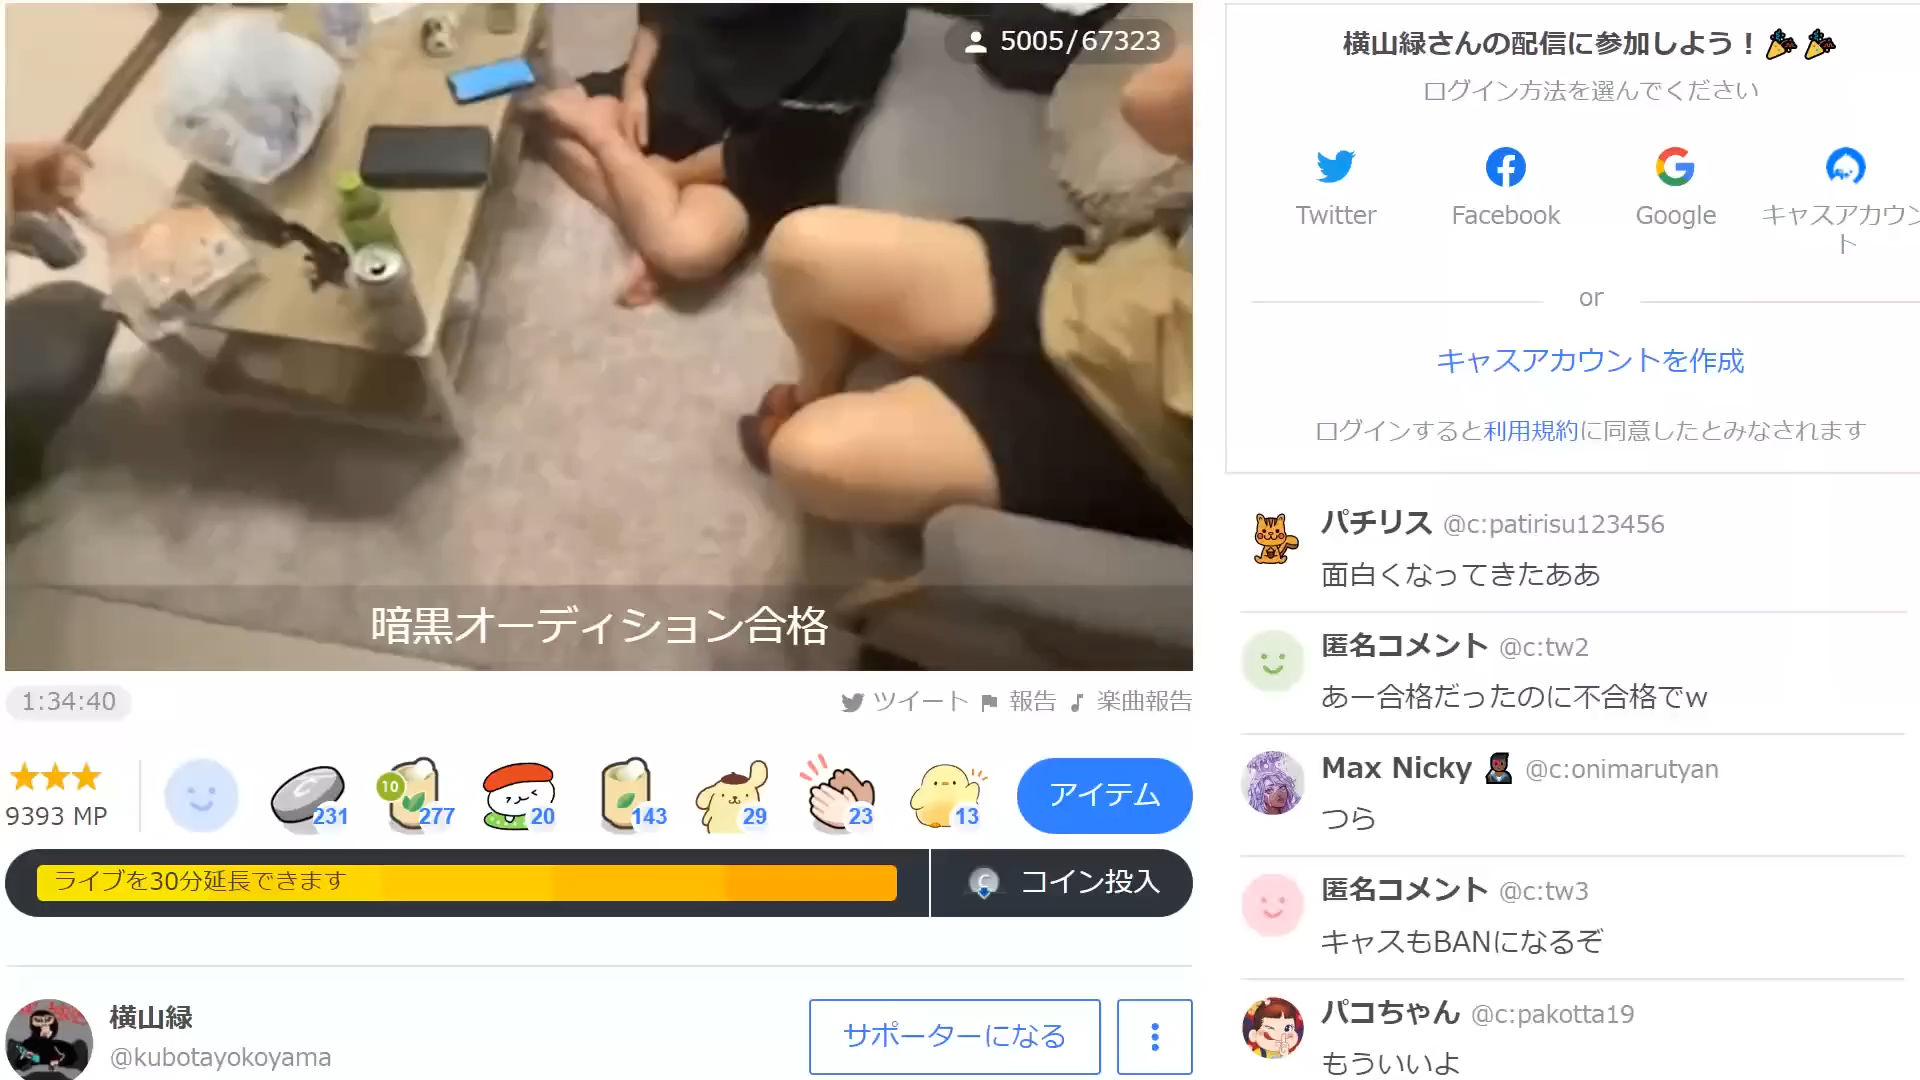 5005/67323
暗黒オーディション合格
1:34:40
ツイート 報告 楽曲報告
9393 MP
231
10
277
20
143
29
23
13
アイテム
ライブを30分延長できます
C コイン投入
横山緑
@kubotayokoyama
サポーターになる
横山緑さんの配信に参加しよう!
ログイン方法を選んでください
Twitter
Facebook
Google
キャスアカウン
ト
or
キャスアカウントを作成
ログインすると利用規約に同意したとみなされます
パチリス @c:patirisu123456
面白くなってきたああ
匿名コメント @c:tw2
あー合格だったのに不合格でw
Max Nicky @c:onimarutyan
つら
匿名コメント @c:tw3
キャスもBANになるぞ
パコちゃん @c:pakotta19
もういいよ